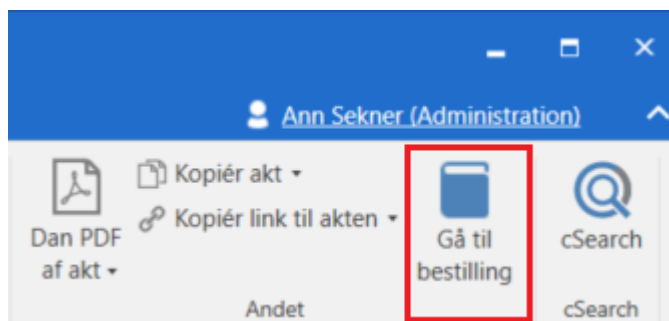 Ann Sekner (Administration)
Kopiér akt
Kopiér link til akten
Dan PDF
af akt
Gå til
bestilling
cSearch
Andet
cSearch